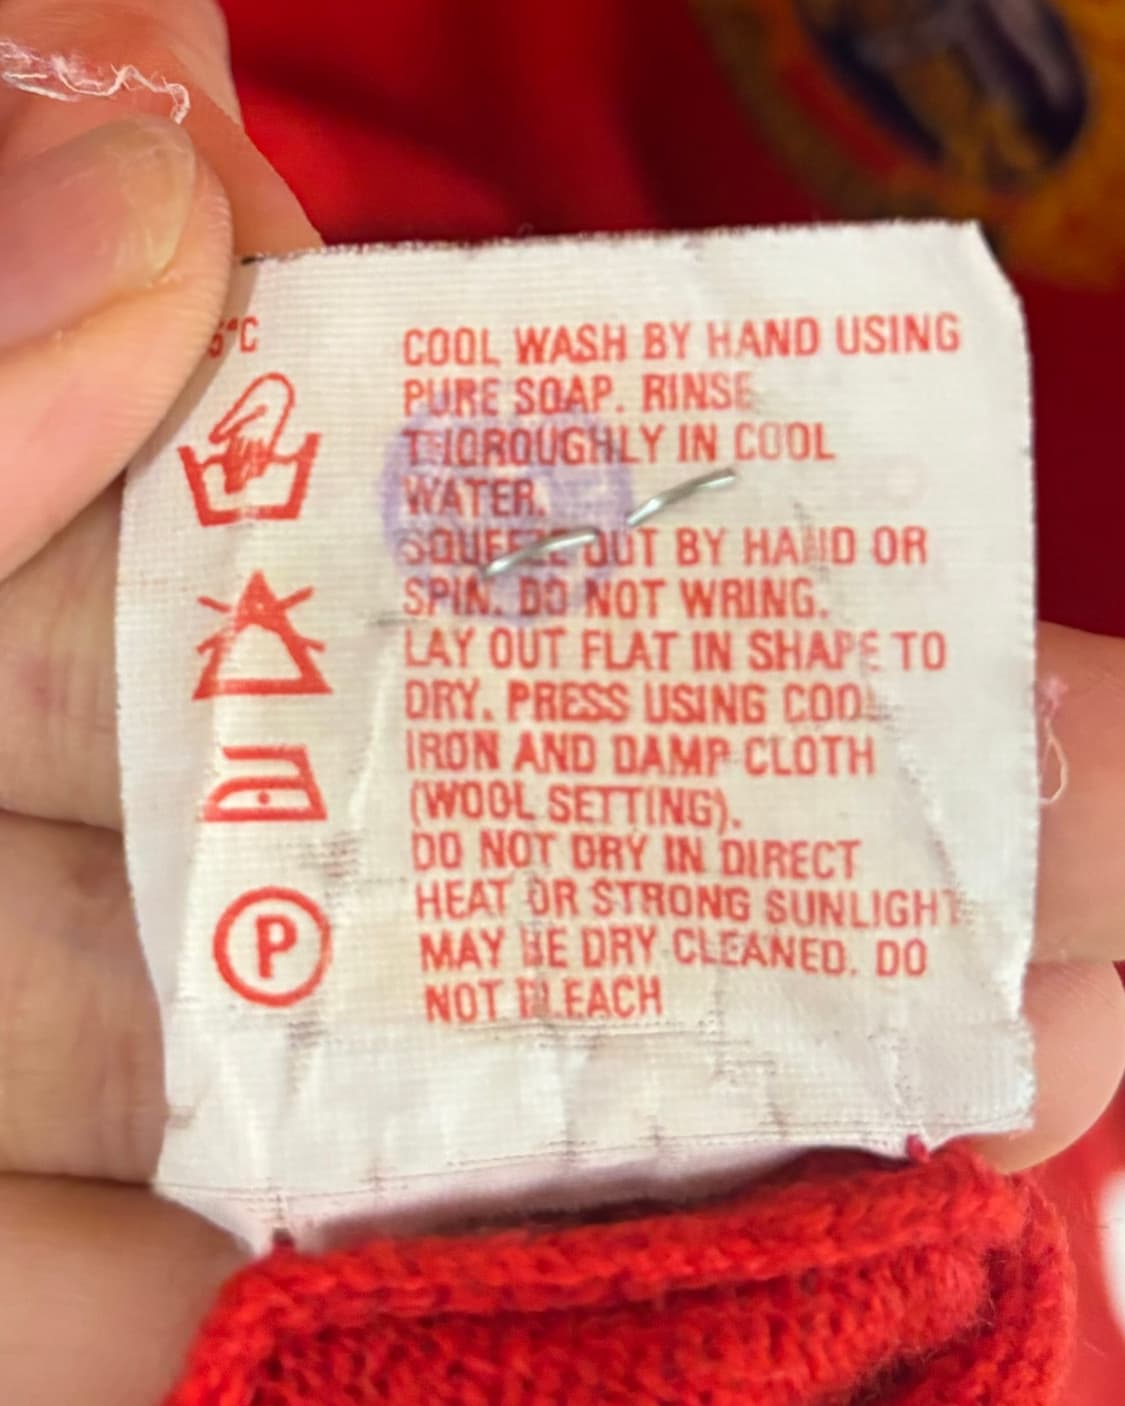 5°C
COOL WASH BY HAND USING
PURE SOAP. RINSE
THOROUGHLY IN COOL
WATER.
SQUEEZE OUT BY HAND OR
SPIN. DO NOT WRING.
LAY OUT FLAT IN SHAPE TO
DRY. PRESS USING COOL
IRON AND DAMP CLOTH
(WOOL SETTING).
DO NOT DRY IN DIRECT
HEAT OR STRONG SUNLIGHT
MAY BE DRY CLEANED. DO
NOT BLEACH
P